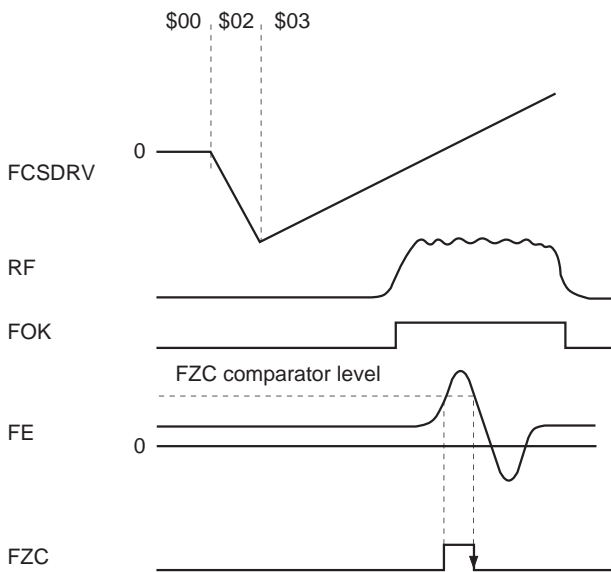 $00 $02 $03
0
FCSDRV
RF
FOK
FZC comparator level
FE
0
FZC